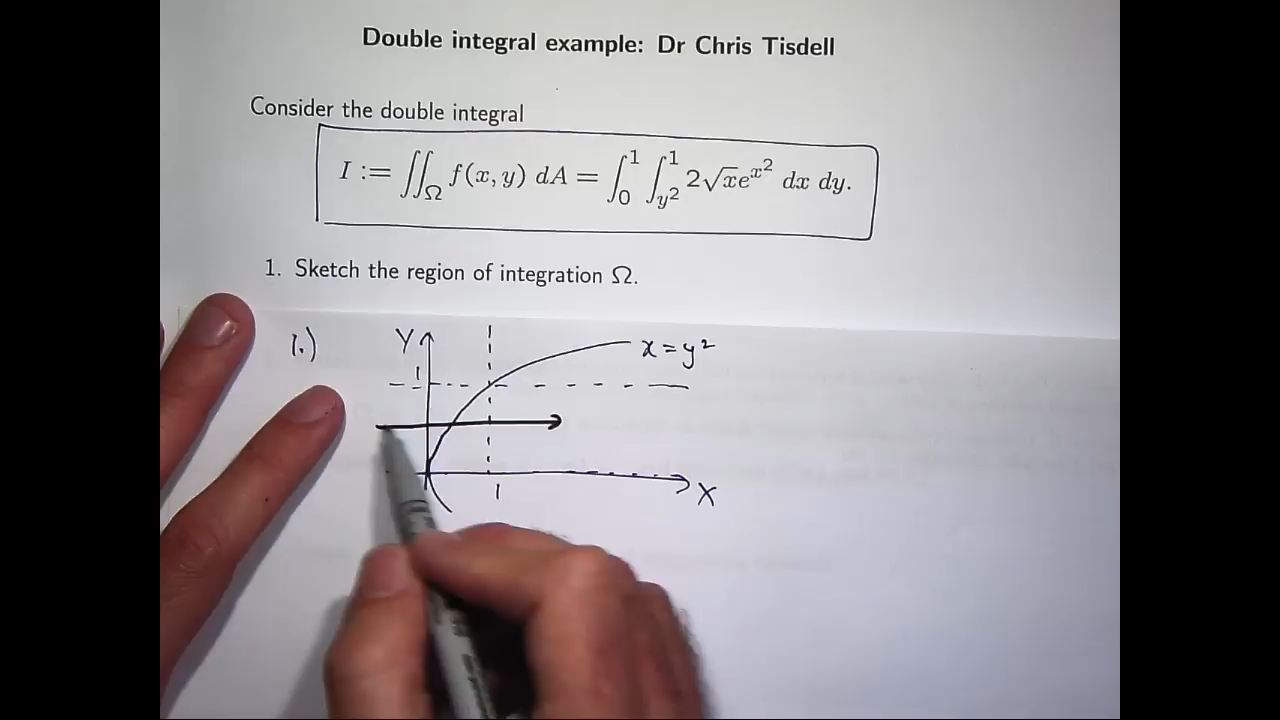 Double integral example: Dr Chris Tisdell
Consider the double integral
I := ∬_Ω f(x, y) dA = ∫_0^1 ∫_{y^2}^1 2√x e^{x^2} dx dy.
1. Sketch the region of integration Ω.
1.)
Y
x = y²
1
1
X